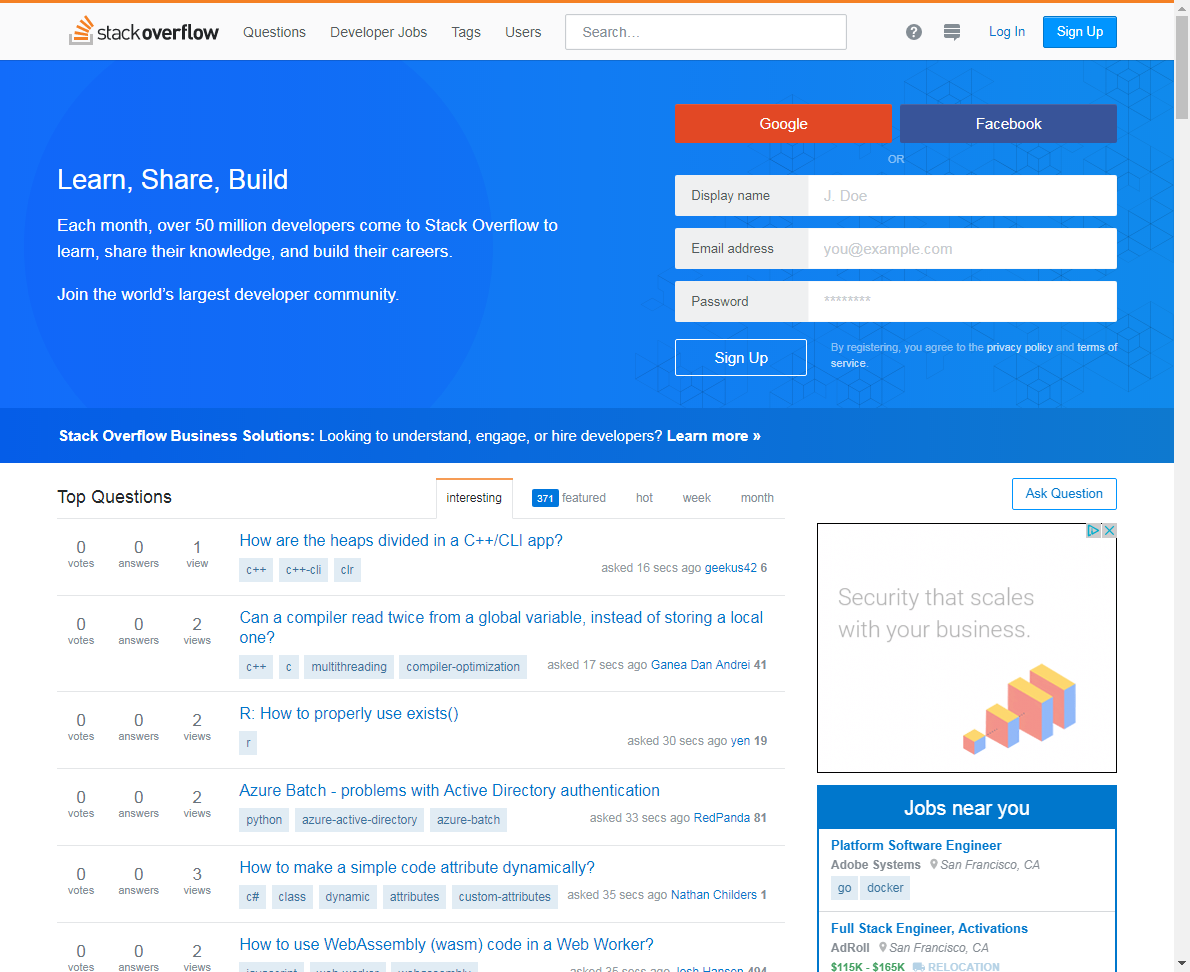 stackoverflow Questions Developer Jobs Tags Users Search… Log In Sign Up
Google Facebook
OR
Learn, Share, Build
Each month, over 50 million developers come to Stack Overflow to
learn, share their knowledge, and build their careers.
Join the world’s largest developer community.
Display name J. Doe
Email address you@example.com
Password ********
Sign Up
By registering, you agree to the privacy policy and terms of
service.
Stack Overflow Business Solutions: Looking to understand, engage, or hire developers? Learn more »
Top Questions
interesting 371 featured hot week month
0 votes 0 answers 1 view
How are the heaps divided in a C++/CLI app?
c++ c++-cli clr
asked 16 secs ago geekus42 6
0 votes 0 answers 2 views
Can a compiler read twice from a global variable, instead of storing a local
one?
c++ c multithreading compiler-optimization
asked 17 secs ago Ganea Dan Andrei 41
0 votes 0 answers 2 views
R: How to properly use exists()
r
asked 30 secs ago yen 19
0 votes 0 answers 2 views
Azure Batch - problems with Active Directory authentication
python azure-active-directory azure-batch
asked 33 secs ago RedPanda 81
0 votes 0 answers 3 views
How to make a simple code attribute dynamically?
c# class dynamic attributes custom-attributes
asked 35 secs ago Nathan Childers 1
0 votes 0 answers 2 views
How to use WebAssembly (wasm) code in a Web Worker?
javascript web-worker webassembly
asked 35 secs ago Josh Hansen 494
Ask Question
Security that scales
with your business.
Jobs near you
Platform Software Engineer
Adobe Systems San Francisco, CA
go docker
Full Stack Engineer, Activations
AdRoll San Francisco, CA
$115K - $165K RELOCATION